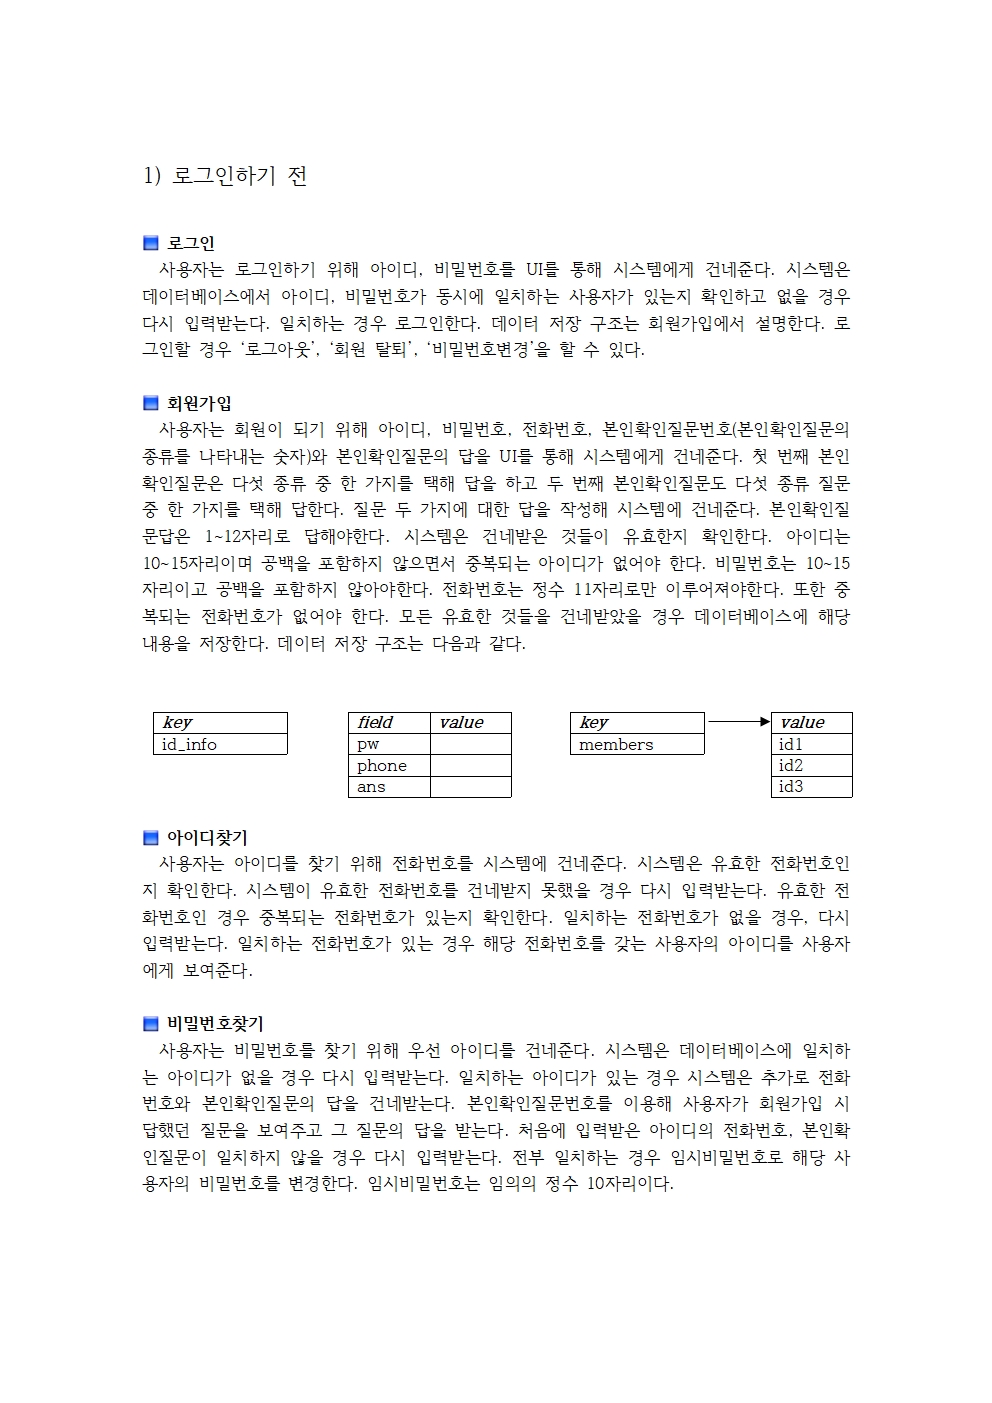 1) 로그인하기 전
로그인
사용자는 로그인하기 위해 아이디, 비밀번호를 UI를 통해 시스템에게 건네준다. 시스템은
데이터베이스에서 아이디, 비밀번호가 동시에 일치하는 사용자가 있는지 확인하고 없을 경우
다시 입력받는다. 일치하는 경우 로그인한다. 데이터 저장 구조는 회원가입에서 설명한다. 로
그인할 경우 ‘로그아웃’, ‘회원 탈퇴’, ‘비밀번호변경’을 할 수 있다.
회원가입
사용자는 회원이 되기 위해 아이디, 비밀번호, 전화번호, 본인확인질문번호(본인확인질문의
종류를 나타내는 숫자)와 본인확인질문의 답을 UI를 통해 시스템에게 건네준다. 첫 번째 본인
확인질문은 다섯 종류 중 한 가지를 택해 답을 하고 두 번째 본인확인질문도 다섯 종류 질문
중 한 가지를 택해 답한다. 질문 두 가지에 대한 답을 작성해 시스템에 건네준다. 본인확인질
문답은 1~12자리로 답해야한다. 시스템은 건네받은 것들이 유효한지 확인한다. 아이디는
10~15자리이며 공백을 포함하지 않으면서 중복되는 아이디가 없어야 한다. 비밀번호는 10~15
자리이고 공백을 포함하지 않아야한다. 전화번호는 정수 11자리로만 이루어져야한다. 또한 중
복되는 전화번호가 없어야 한다. 모든 유효한 것들을 건네받았을 경우 데이터베이스에 해당
내용을 저장한다. 데이터 저장 구조는 다음과 같다.
key field value key value
id_info pw members id1
phone id2
ans id3
아이디찾기
사용자는 아이디를 찾기 위해 전화번호를 시스템에 건네준다. 시스템은 유효한 전화번호인
지 확인한다. 시스템이 유효한 전화번호를 건네받지 못했을 경우 다시 입력받는다. 유효한 전
화번호인 경우 중복되는 전화번호가 있는지 확인한다. 일치하는 전화번호가 없을 경우, 다시
입력받는다. 일치하는 전화번호가 있는 경우 해당 전화번호를 갖는 사용자의 아이디를 사용자
에게 보여준다.
비밀번호찾기
사용자는 비밀번호를 찾기 위해 우선 아이디를 건네준다. 시스템은 데이터베이스에 일치하
는 아이디가 없을 경우 다시 입력받는다. 일치하는 아이디가 있는 경우 시스템은 추가로 전화
번호와 본인확인질문의 답을 건네받는다. 본인확인질문번호를 이용해 사용자가 회원가입 시
답했던 질문을 보여주고 그 질문의 답을 받는다. 처음에 입력받은 아이디의 전화번호, 본인확
인질문이 일치하지 않을 경우 다시 입력받는다. 전부 일치하는 경우 임시비밀번호로 해당 사
용자의 비밀번호를 변경한다. 임시비밀번호는 임의의 정수 10자리이다.